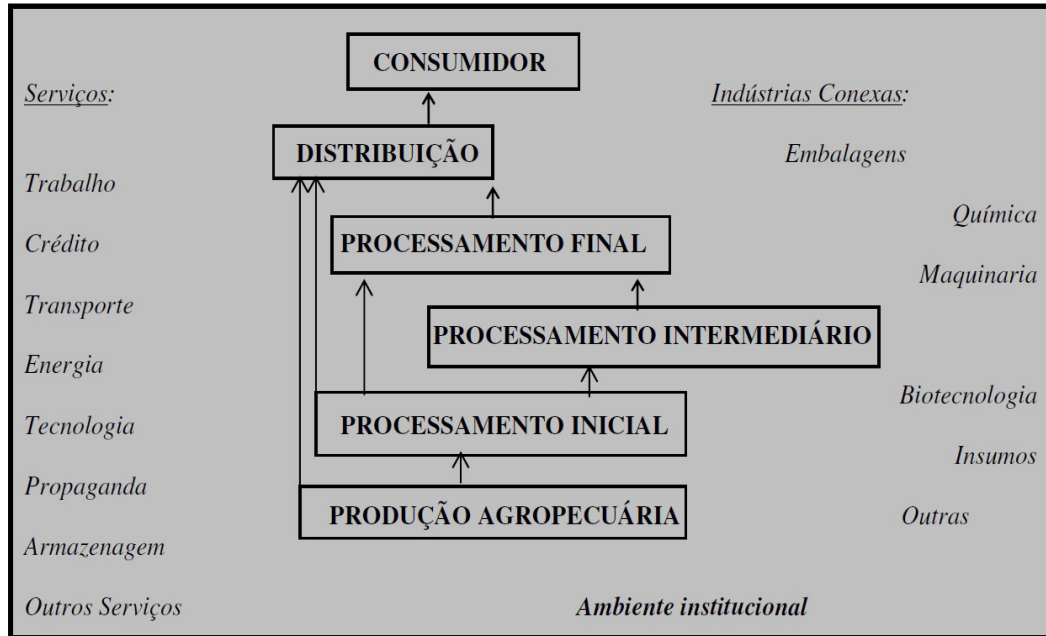 CONSUMIDOR
Serviços:
Indústrias Conexas:
DISTRIBUIÇÃO
Embalagens
Trabalho
Química
Crédito
PROCESSAMENTO FINAL
Maquinaria
Transporte
PROCESSAMENTO INTERMEDIÁRIO
Energia
Biotecnologia
Tecnologia
PROCESSAMENTO INICIAL
Insumos
Propaganda
PRODUÇÃO AGROPECUÁRIA
Outras
Armazenagem
Outros Serviços
Ambiente institucional